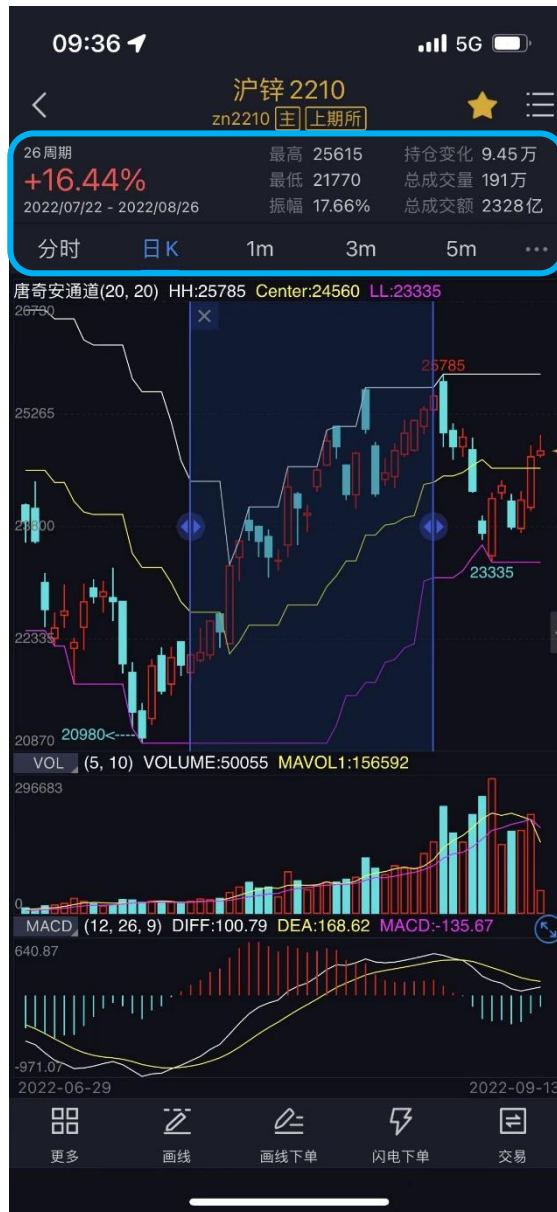 09:36 5G
沪锌 2210
zn2210 主 上期所
26周期 最高 25615 持仓变化 9.45万
+16.44% 最低 21770 总成交量 191万
2022/07/22 - 2022/08/26 振幅 17.66% 总成交额 2328亿
分时 日K 1m 3m 5m
唐奇安通道(20, 20) HH:25785 Center:24560 LL:23335
26730
25785
25265
23800
23335
22335
20980<---
20870
VOL (5, 10) VOLUME:50055 MAVOL1:156592
296683
0
MACD (12, 26, 9) DIFF:100.79 DEA:168.62 MACD:-135.67
640.87
-971.07
2022-06-29 2022-09-13
更多 画线 画线下单 闪电下单 交易